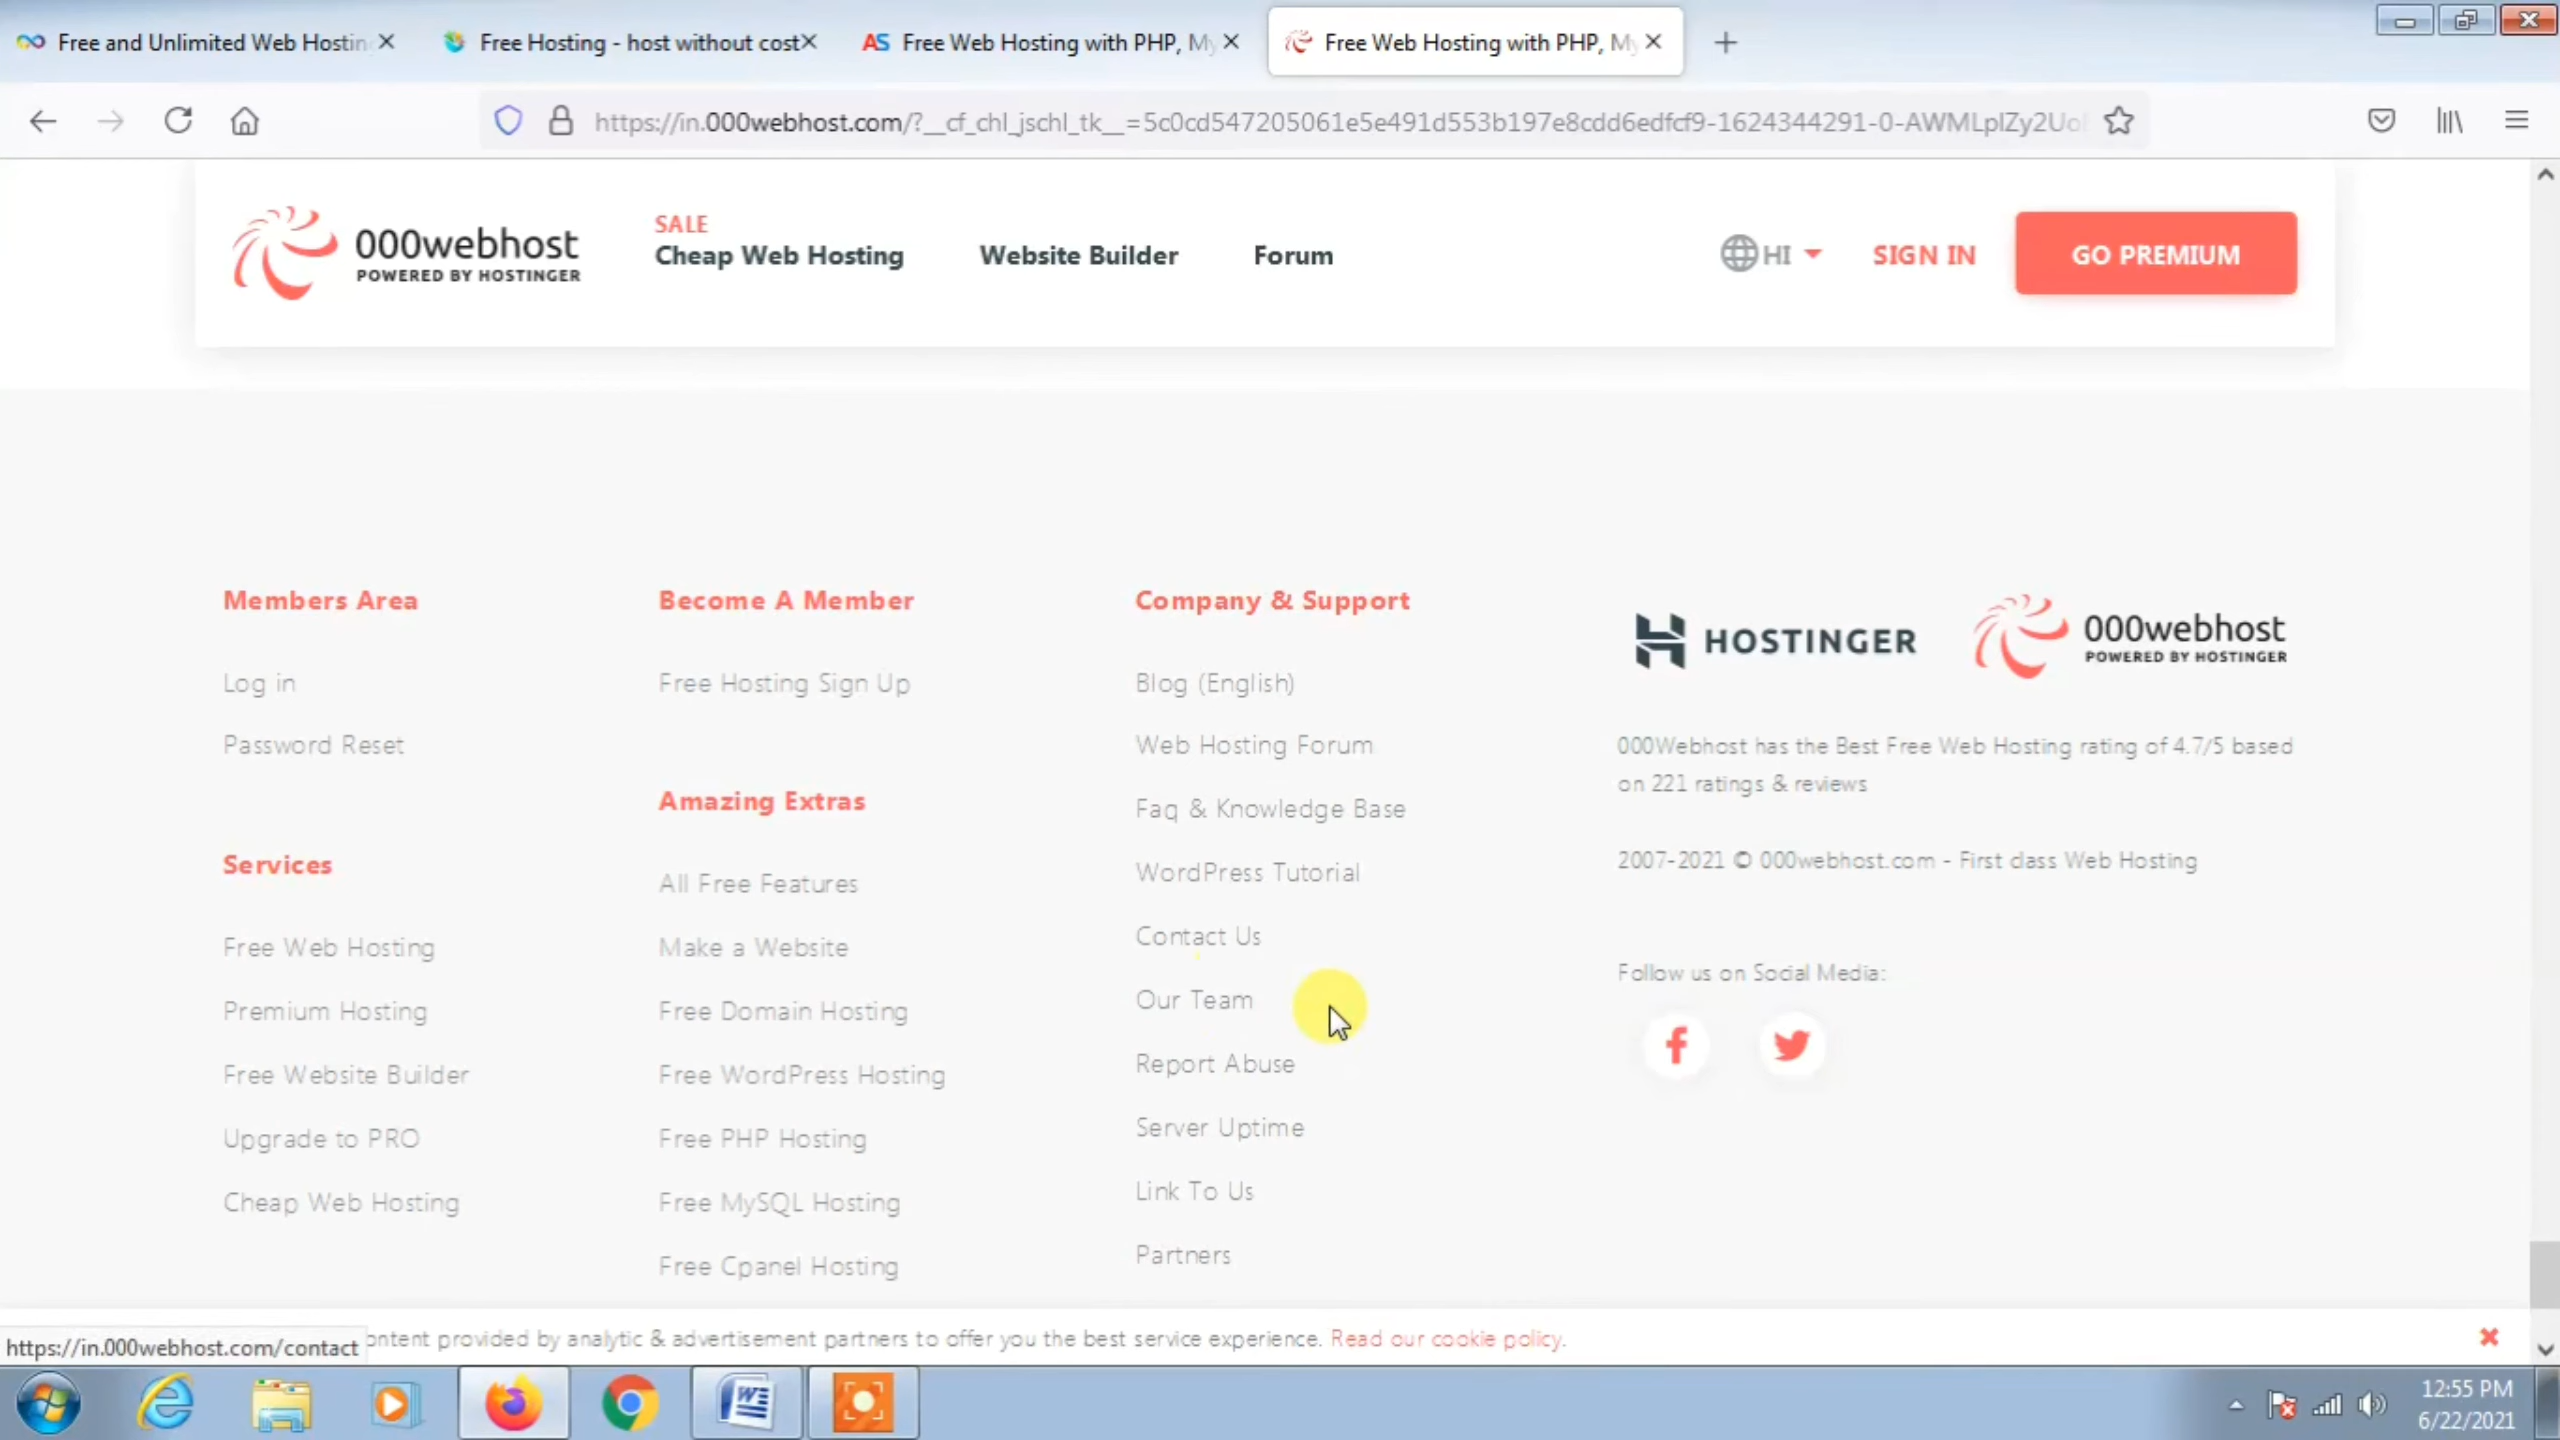 Free and Unlimited Web Hostin
Free Hosting - host without cost
AS Free Web Hosting with PHP, My
Free Web Hosting with PHP, My
https://in.000webhost.com/?__cf_chl_jschl_tk__=5c0cd547205061e5e491d553b197e8cdd6edfcf9-1624344291-0-AWMLpIZy2Uo
000webhost
POWERED BY HOSTINGER
SALE
Cheap Web Hosting
Website Builder
Forum
HI
SIGN IN
GO PREMIUM
Members Area
Log in
Password Reset
Services
Free Web Hosting
Premium Hosting
Free Website Builder
Upgrade to PRO
Cheap Web Hosting
Become A Member
Free Hosting Sign Up
Amazing Extras
All Free Features
Make a Website
Free Domain Hosting
Free WordPress Hosting
Free PHP Hosting
Free MySQL Hosting
Free Cpanel Hosting
Company & Support
Blog (English)
Web Hosting Forum
Faq & Knowledge Base
WordPress Tutorial
Contact Us
Our Team
Report Abuse
Server Uptime
Link To Us
Partners
HOSTINGER
000webhost
POWERED BY HOSTINGER
000Webhost has the Best Free Web Hosting rating of 4.7/5 based
on 221 ratings & reviews
2007-2021 © 000webhost.com - First class Web Hosting
Follow us on Social Media:
https://in.000webhost.com/contact
ontent provided by analytic & advertisement partners to offer you the best service experience. Read our cookie policy.
12:55 PM
6/22/2021